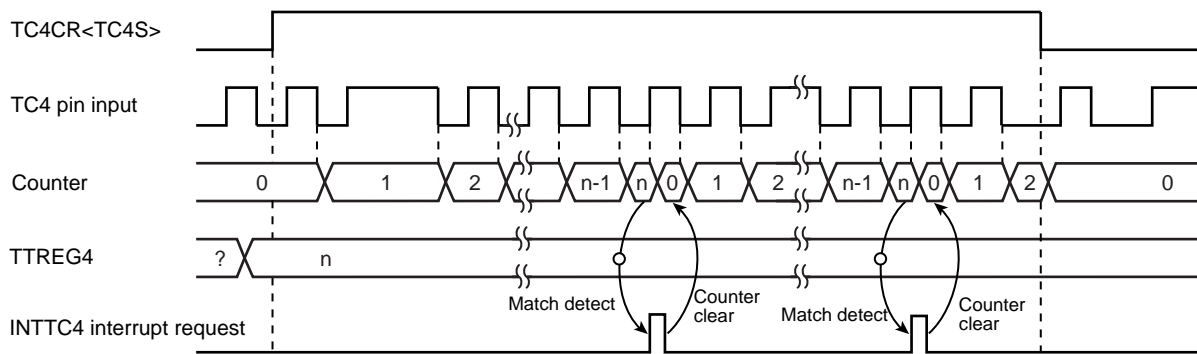 TC4CR<TC4S>
TC4 pin input
Counter
0 1 2 n-1 n 0 1 2 n-1 n 0 1 2 0
TTREG4
? n
Match detect Counter clear Match detect Counter clear
INTTC4 interrupt request